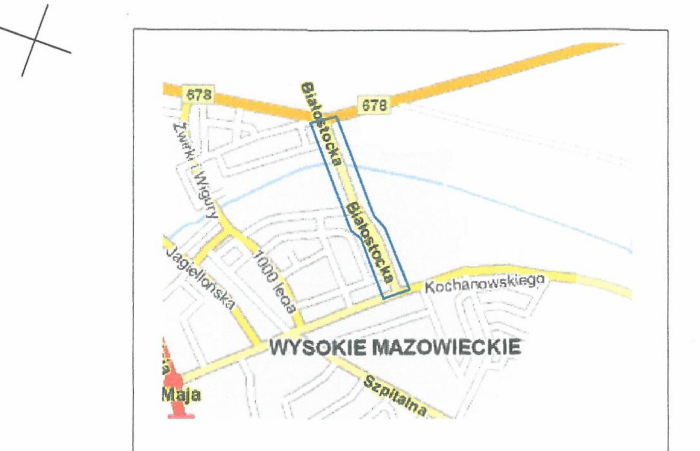 Białostocka
678
678
Żwirki i Wigury
Białostocka
Jagiellońska
1000 lecia
Kochanowskiego
WYSOKIE MAZOWIECKIE
Szpitalna
Maja